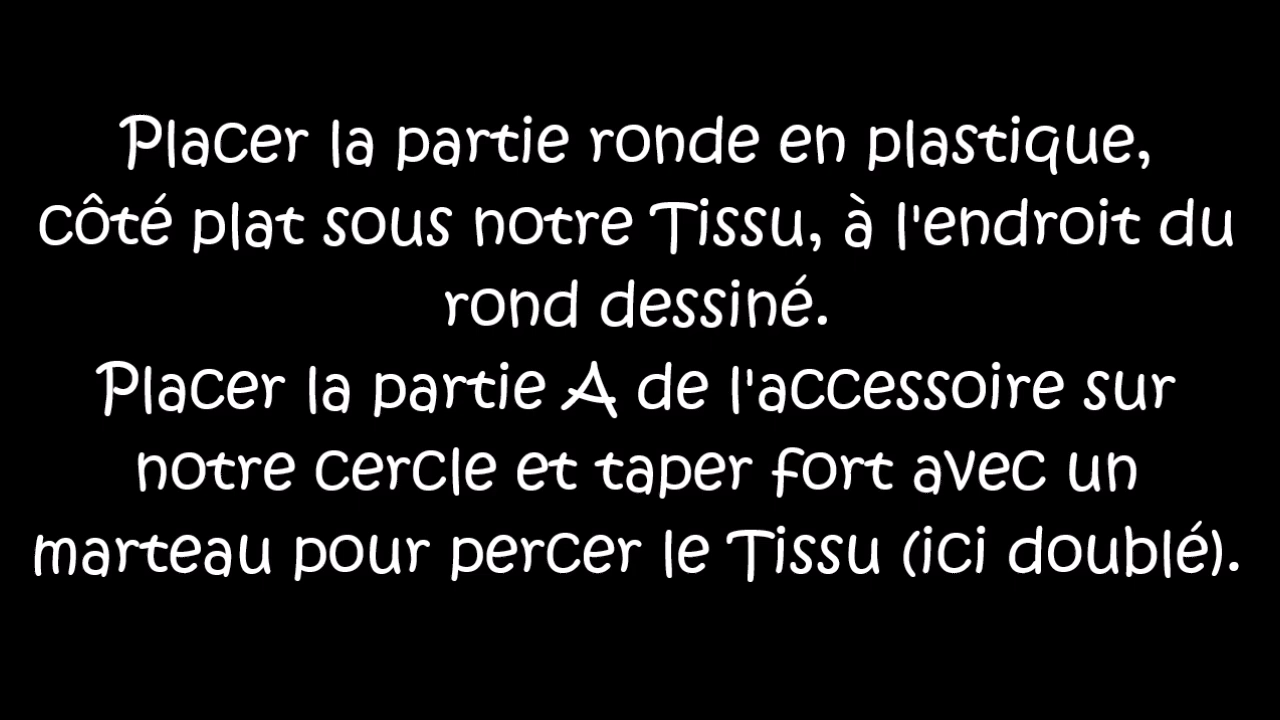 Placer la partie ronde en plastique,
côté plat sous notre Tissu, à l'endroit du
rond dessiné.
Placer la partie A de l'accessoire sur
notre cercle et taper fort avec un
marteau pour percer le Tissu (ici doublé).